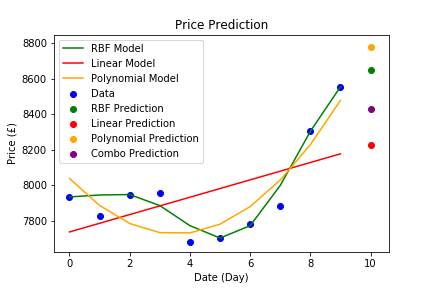 Price Prediction
Price (£)
8800
8600
8400
8200
8000
7800
RBF Model
Linear Model
Polynomial Model
Data
RBF Prediction
Linear Prediction
Polynomial Prediction
Combo Prediction
0 2 4 6 8 10
Date (Day)